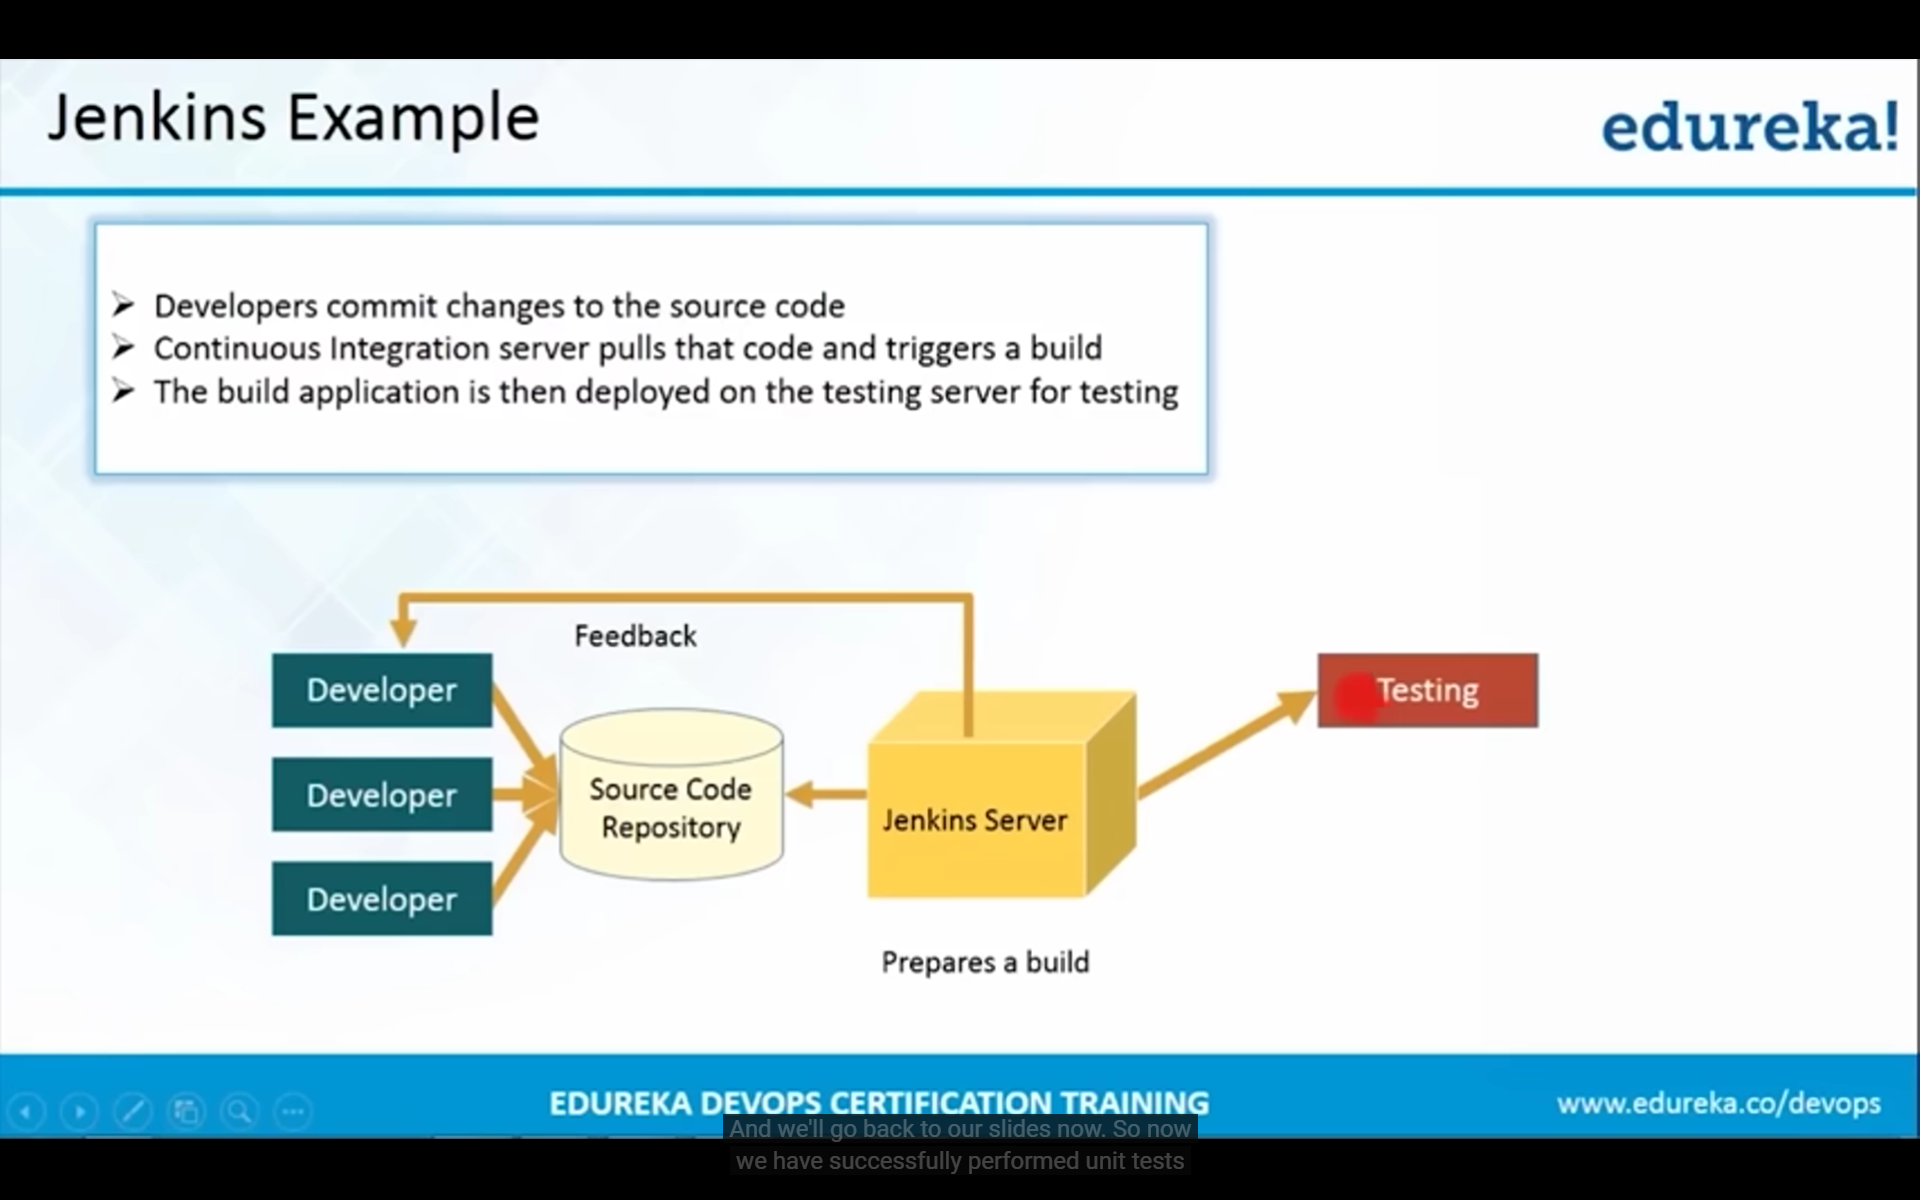 Jenkins Example
edureka!
➢ Developers commit changes to the source code
➢ Continuous Integration server pulls that code and triggers a build
➢ The build application is then deployed on the testing server for testing
Feedback
Developer
Developer
Developer
Source Code
Repository
Jenkins Server
Testing
Prepares a build
EDUREKA DEVOPS CERTIFICATION TRAINING
www.edureka.co/devops
And we'll go back to our slides now. So now
we have successfully performed unit tests